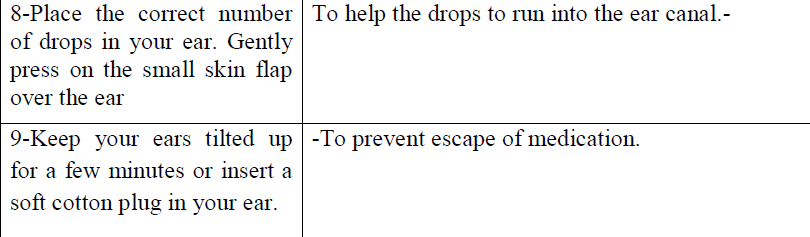 8-Place the correct number
of drops in your ear. Gently
press on the small skin flap
over the ear
To help the drops to run into the ear canal.-
9-Keep your ears tilted up
for a few minutes or insert a
soft cotton plug in your ear.
-To prevent escape of medication.